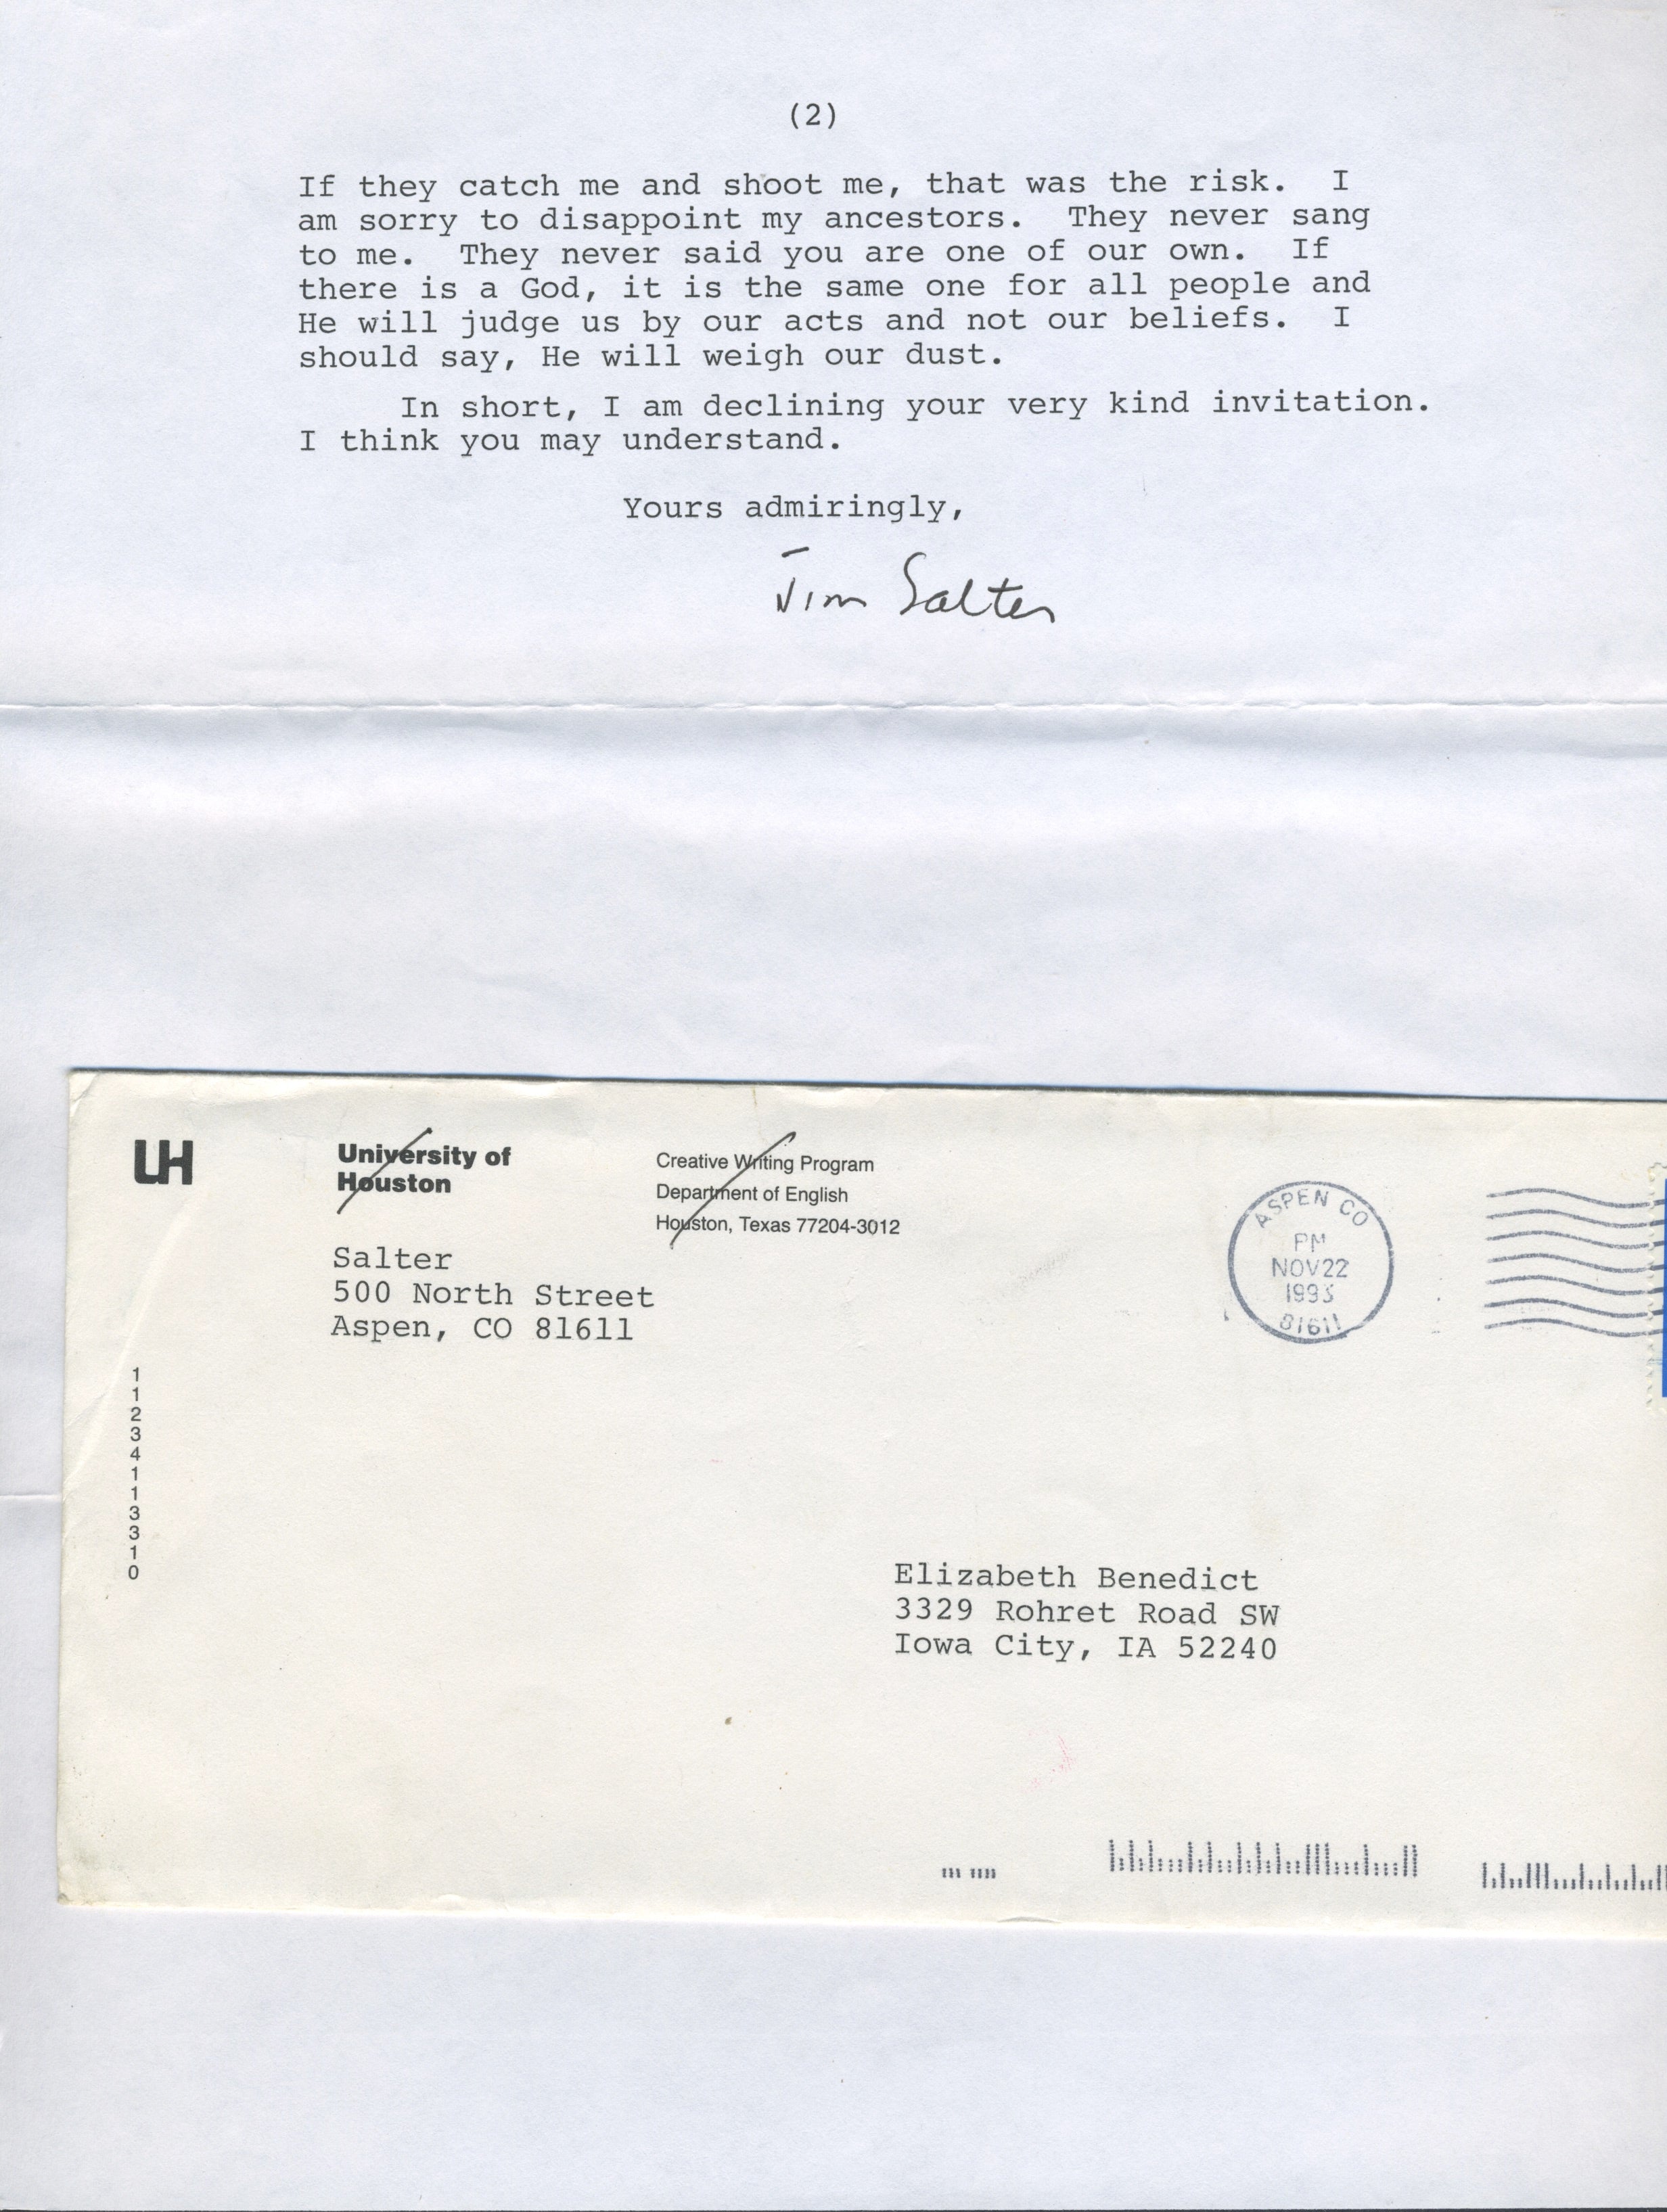 (2)
If they catch me and shoot me, that was the risk.  I
am sorry to disappoint my ancestors.  They never sang
to me.  They never said you are one of our own.  If
there is a God, it is the same one for all people and
He will judge us by our acts and not our beliefs.  I
should say, He will weigh our dust.
In short, I am declining your very kind invitation.
I think you may understand.
Yours admiringly,
Jim Salter
UH
University of
Houston
Creative Writing Program
Department of English
Houston, Texas 77204-3012
Salter
500 North Street
Aspen, CO 81611
ASPEN CO
PM
NOV 22
1993
81611
1
1
2
3
4
1
1
3
3
1
0
Elizabeth Benedict
3329 Rohret Road SW
Iowa City, IA 52240